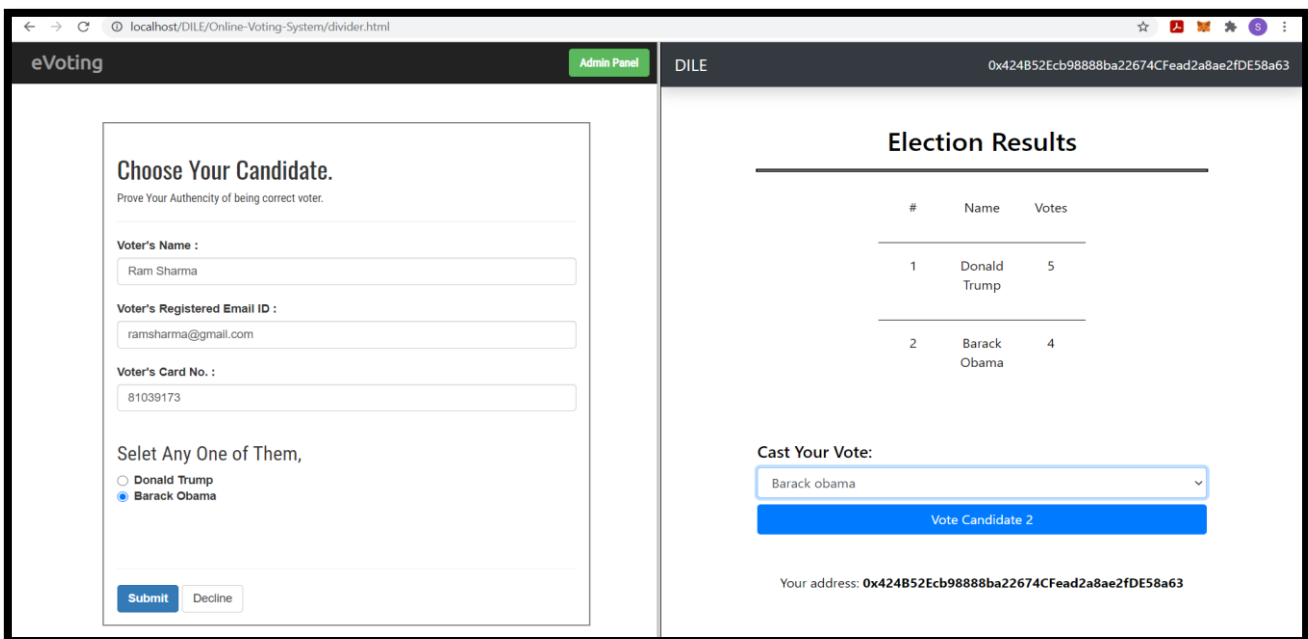 localhost/DILE/Online-Voting-System/divider.html
S
eVoting
Admin Panel
Choose Your Candidate.
Prove Your Authencity of being correct voter.
Voter's Name :
Ram Sharma
Voter's Registered Email ID :
ramsharma@gmail.com
Voter's Card No. :
81039173
Selet Any One of Them,
Donald Trump
Barack Obama
Submit Decline
DILE
0x424B52Ecb98888ba22674CFead2a8ae2fDE58a63
Election Results
# Name Votes
1 Donald 5
Trump
2 Barack 4
Obama
Cast Your Vote:
Barack obama
Vote Candidate 2
Your address: 0x424B52Ecb98888ba22674CFead2a8ae2fDE58a63